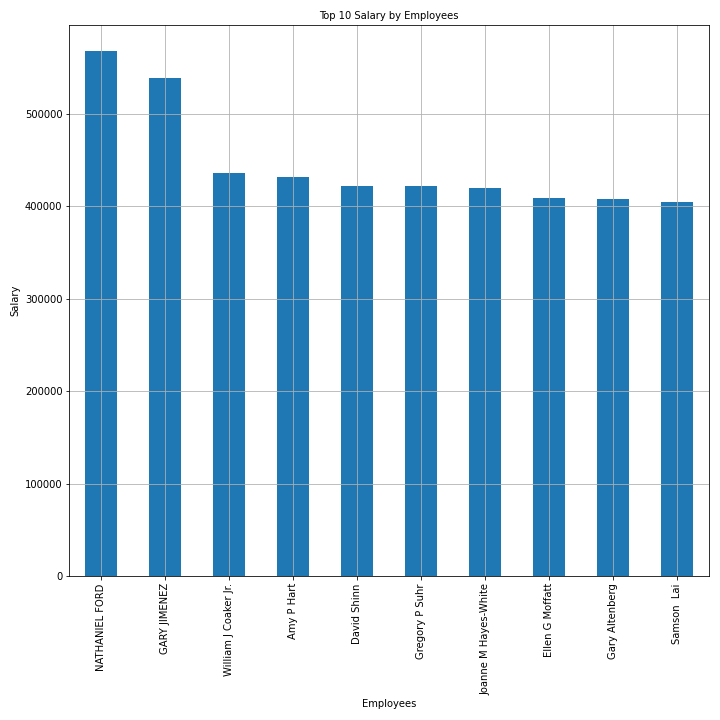 Top 10 Salary by Employees
Salary
500000
400000
300000
200000
100000
0
NATHANIEL FORD
GARY JIMENEZ
William J Coaker Jr.
Amy P Hart
David Shinn
Gregory P Suhr
Joanne M Hayes-White
Ellen G Moffatt
Gary Altenberg
Samson  Lai
Employees